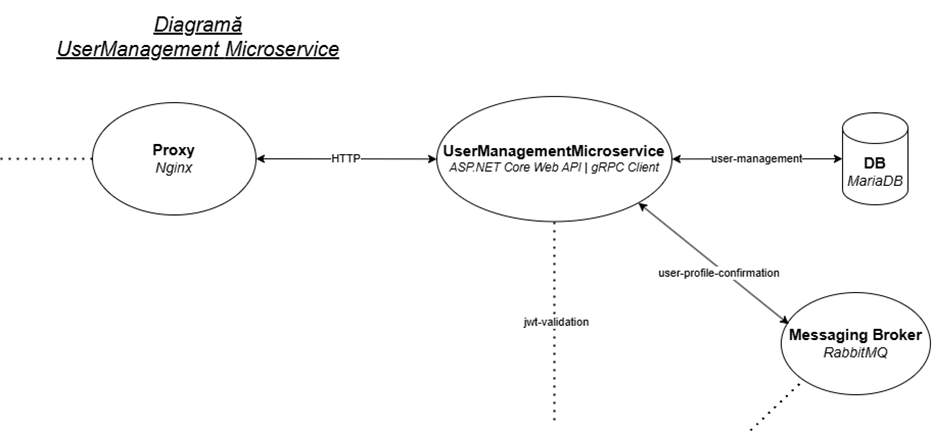 Diagramă
UserManagement Microservice
Proxy
Nginx
HTTP
UserManagementMicroservice
ASP.NET Core Web API | gRPC Client
user-management
DB
MariaDB
user-profile-confirmation
jwt-validation
Messaging Broker
RabbitMQ